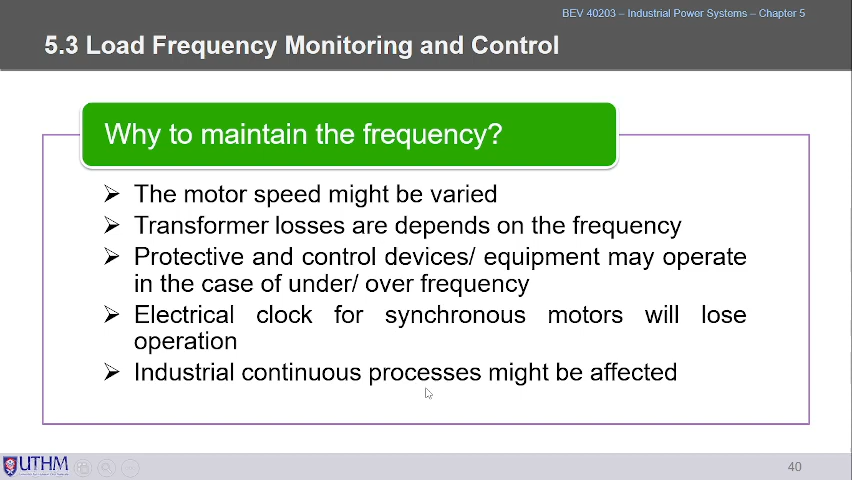 BEV 40203 – Industrial Power Systems – Chapter 5
5.3 Load Frequency Monitoring and Control
Why to maintain the frequency?
The motor speed might be varied
Transformer losses are depends on the frequency
Protective and control devices/ equipment may operate
in the case of under/ over frequency
Electrical clock for synchronous motors will lose
operation
Industrial continuous processes might be affected
UTHM
40